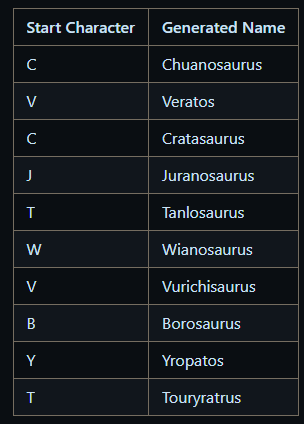 Start Character Generated Name
C Chuanosaurus
V Veratos
C Cratasaurus
J Juranosaurus
T Tanlosaurus
W Wianosaurus
V Vurichisaurus
B Borosaurus
Y Yropatos
T Touryratrus